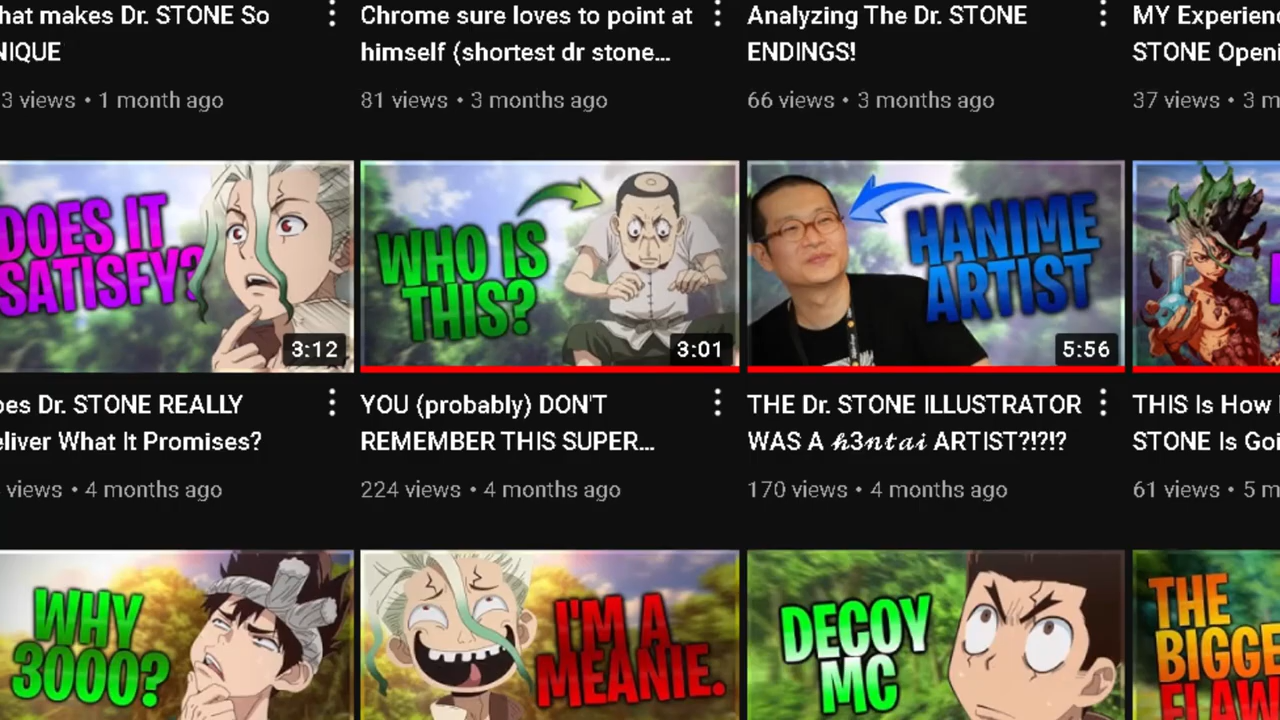 hat makes Dr. STONE So
NIQUE
3 views • 1 month ago
Chrome sure loves to point at
himself (shortest dr stone...
81 views • 3 months ago
Analyzing The Dr. STONE
ENDINGS!
66 views • 3 months ago
MY Experien
STONE Openi
37 views • 3 m
DOES IT
SATISFY?
3:12
WHO IS
THIS?
3:01
HANIME
ARTIST
5:56
oes Dr. STONE REALLY
eliver What It Promises?
views • 4 months ago
YOU (probably) DON'T
REMEMBER THIS SUPER...
224 views • 4 months ago
THE Dr. STONE ILLUSTRATOR
WAS A 𝒽3𝓃𝓉𝒶𝒾 ARTIST?!?!?
170 views • 4 months ago
THIS Is How
STONE Is Goi
61 views • 5 m
WHY
3000?
I'M A
MEANIE.
DECOY
MC
THE
BIGGE
FLAW